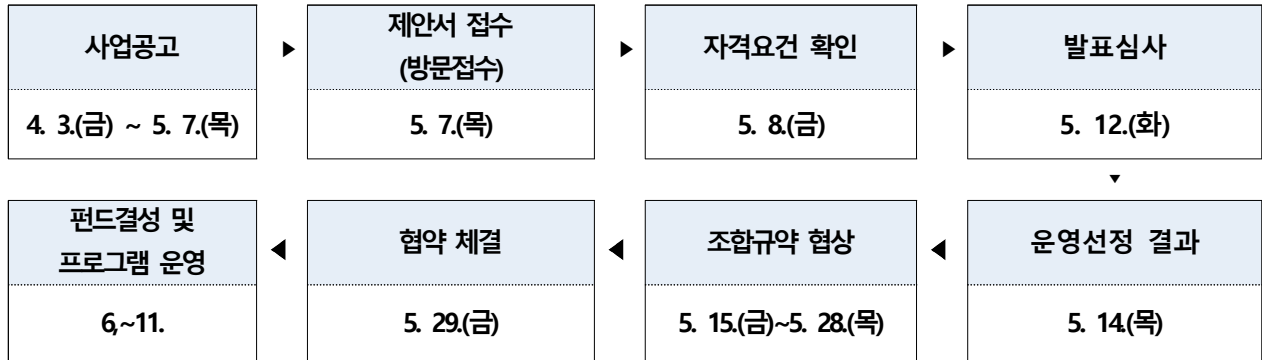 사업공고
4. 3.(금) ~ 5. 7.(목)
제안서 접수
(방문접수)
5. 7.(목)
자격요건 확인
5. 8.(금)
발표심사
5. 12.(화)
운영선정 결과
5. 14.(목)
조합규약 협상
5. 15.(금)~5. 28.(목)
협약 체결
5. 29.(금)
펀드결성 및
프로그램 운영
6,~11.